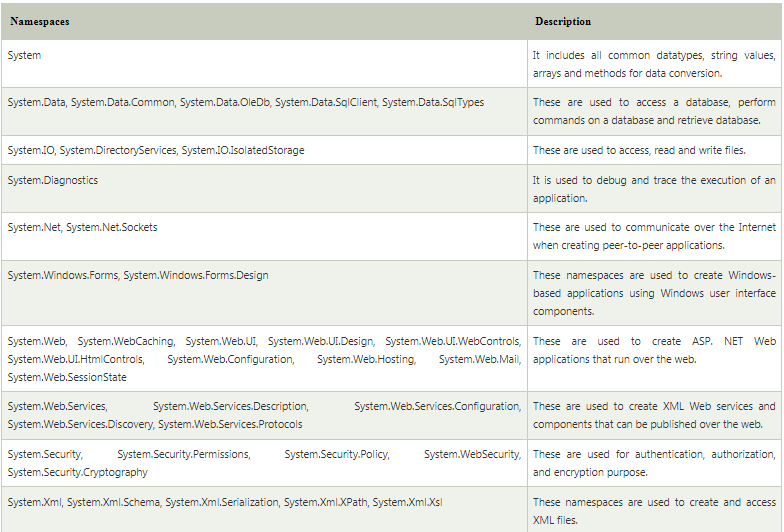 Namespaces Description
System
It includes all common datatypes, string values,
arrays and methods for data conversion.
System.Data, System.Data.Common, System.Data.OleDb, System.Data.SqlClient, System.Data.SqlTypes
These are used to access a database, perform
commands on a database and retrieve database.
System.IO, System.DirectoryServices, System.IO.IsolatedStorage
These are used to access, read and write files.
System.Diagnostics
It is used to debug and trace the execution of an
application.
System.Net, System.Net.Sockets
These are used to communicate over the Internet
when creating peer-to-peer applications.
System.Windows.Forms, System.Windows.Forms.Design
These namespaces are used to create Windows-
based applications using Windows user interface
components.
System.Web, System.WebCaching, System.Web.UI, System.Web.UI.Design, System.Web.UI.WebControls,
System.Web.UI.HtmlControls, System.Web.Configuration, System.Web.Hosting, System.Web.Mail,
System.Web.SessionState
These are used to create ASP. NET Web
applications that run over the web.
System.Web.Services, System.Web.Services.Description, System.Web.Services.Configuration,
System.Web.Services.Discovery, System.Web.Services.Protocols
These are used to create XML Web services and
components that can be published over the web.
System.Security, System.Security.Permissions, System.Security.Policy, System.WebSecurity,
System.Security.Cryptography
These are used for authentication, authorization,
and encryption purpose.
System.Xml, System.Xml.Schema, System.Xml.Serialization, System.Xml.XPath, System.Xml.Xsl
These namespaces are used to create and access
XML files.